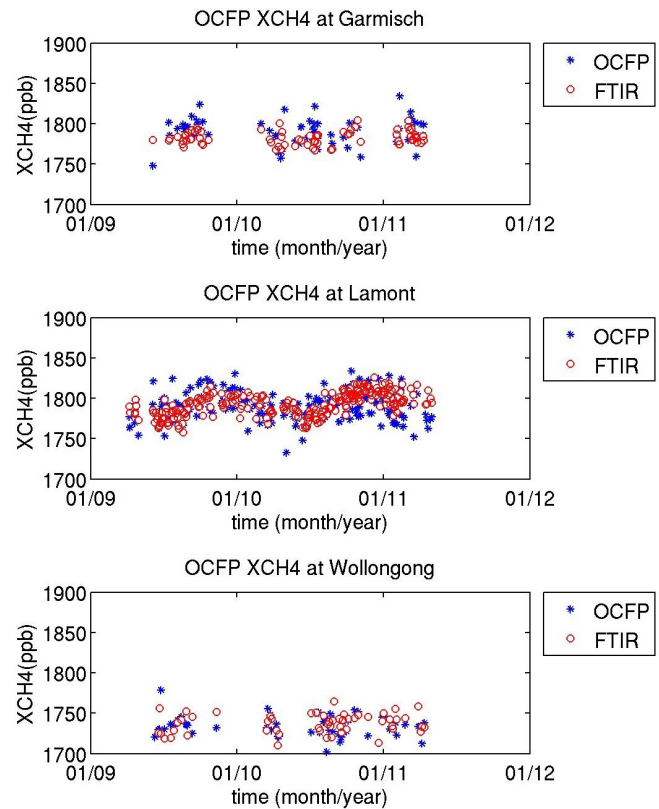 OCFP XCH4 at Garmisch
1900
1850
1800
1750
1700
XCH4(ppb)
01/09 01/10 01/11 01/12
time (month/year)
OCFP
FTIR
OCFP XCH4 at Lamont
1900
1850
1800
1750
1700
XCH4(ppb)
01/09 01/10 01/11 01/12
time (month/year)
OCFP
FTIR
OCFP XCH4 at Wollongong
1900
1850
1800
1750
1700
XCH4(ppb)
01/09 01/10 01/11 01/12
time (month/year)
OCFP
FTIR